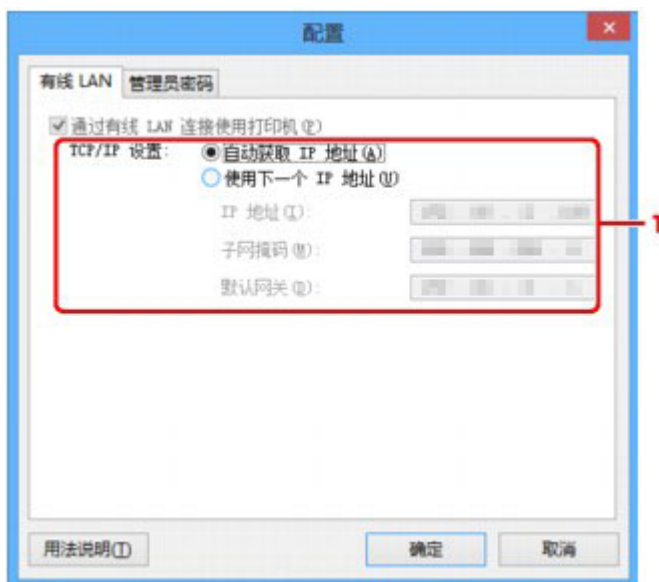 配置
有线 LAN 管理员密码
通过有线 LAN 连接使用打印机(P)
TCP/IP 设置: 自动获取 IP 地址(A)
使用下一个 IP 地址(U)
IP 地址(I):
子网掩码(M):
默认网关(D):
1
用法说明(T) 确定 取消